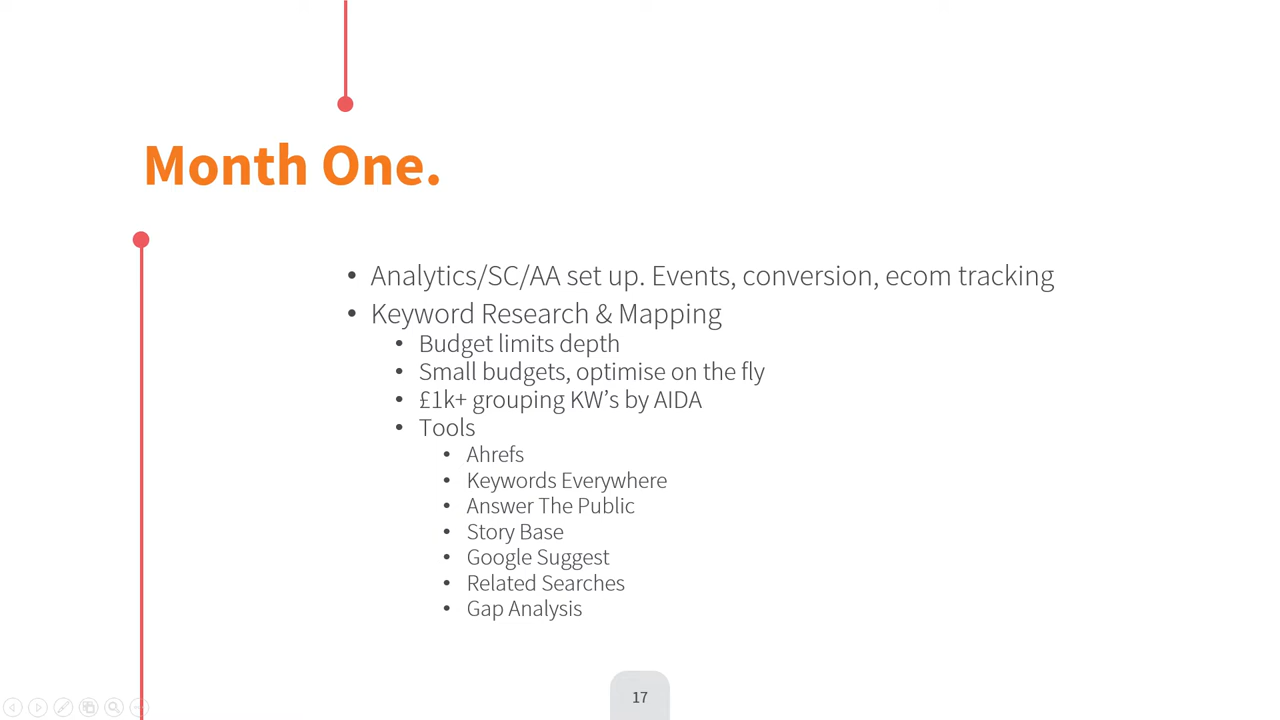 Month One.
• Analytics/SC/AA set up. Events, conversion, ecom tracking
• Keyword Research & Mapping
• Budget limits depth
• Small budgets, optimise on the fly
• £1k+ grouping KW’s by AIDA
• Tools
• Ahrefs
• Keywords Everywhere
• Answer The Public
• Story Base
• Google Suggest
• Related Searches
• Gap Analysis
17